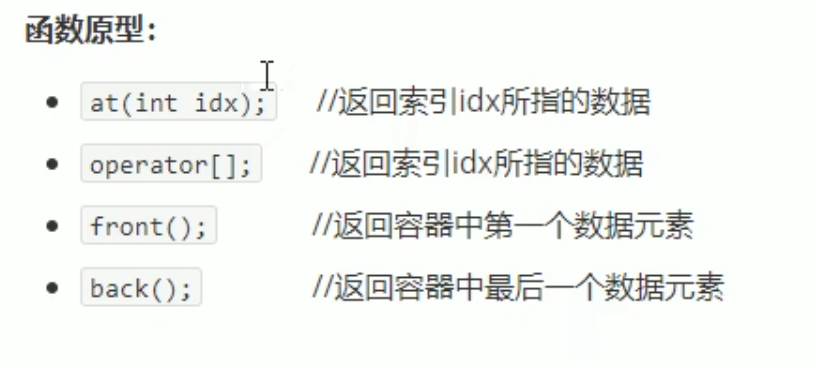 函数原型：
at(int idx); //返回索引idx所指的数据
operator[]; //返回索引idx所指的数据
front(); //返回容器中第一个数据元素
back(); //返回容器中最后一个数据元素